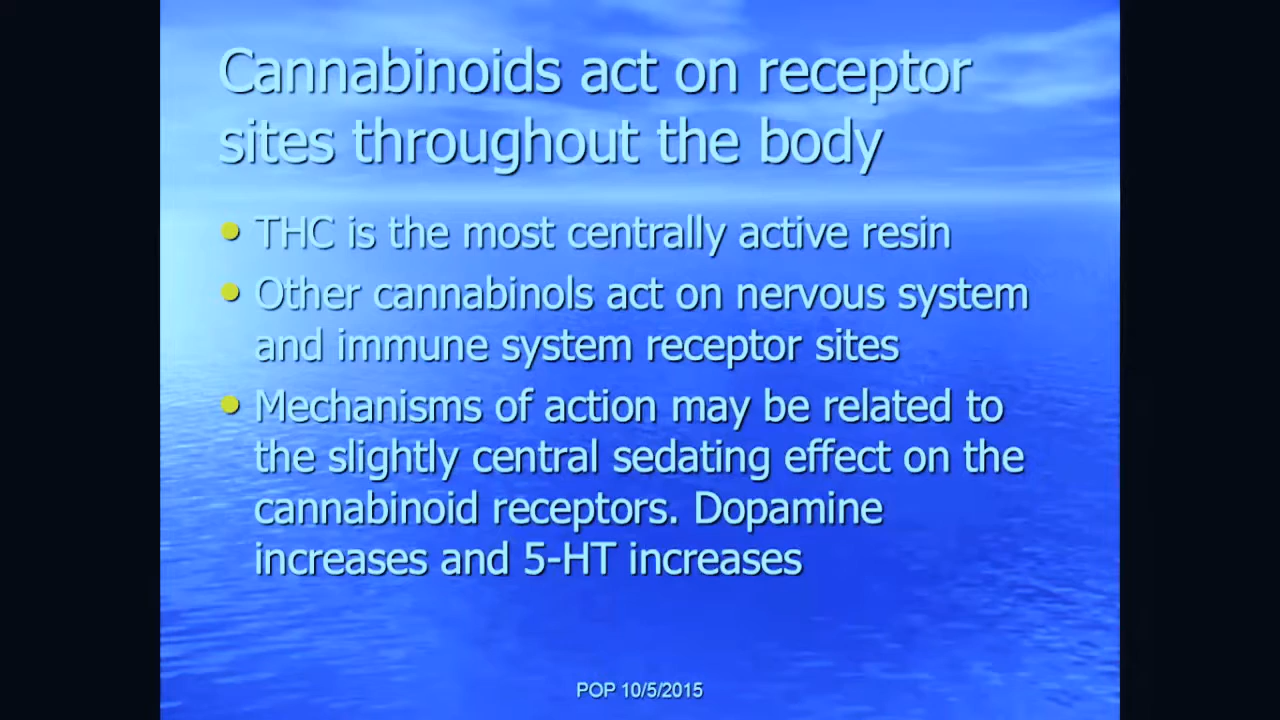 Cannabinoids act on receptor
sites throughout the body
• THC is the most centrally active resin
• Other cannabinols act on nervous system
and immune system receptor sites
• Mechanisms of action may be related to
the slightly central sedating effect on the
cannabinoid receptors. Dopamine
increases and 5-HT increases
POP 10/5/2015